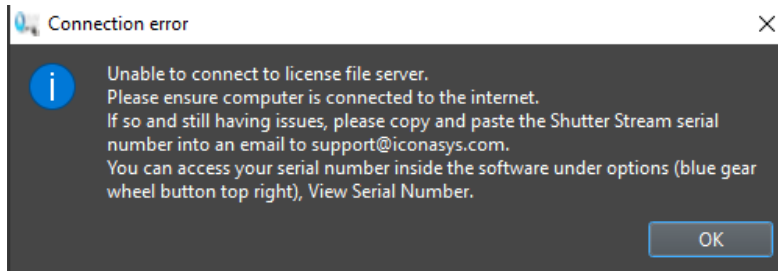 Connection error
Unable to connect to license file server.
Please ensure computer is connected to the internet.
If so and still having issues, please copy and paste the Shutter Stream serial
number into an email to support@iconasys.com.
You can access your serial number inside the software under options (blue gear
wheel button top right), View Serial Number.
OK